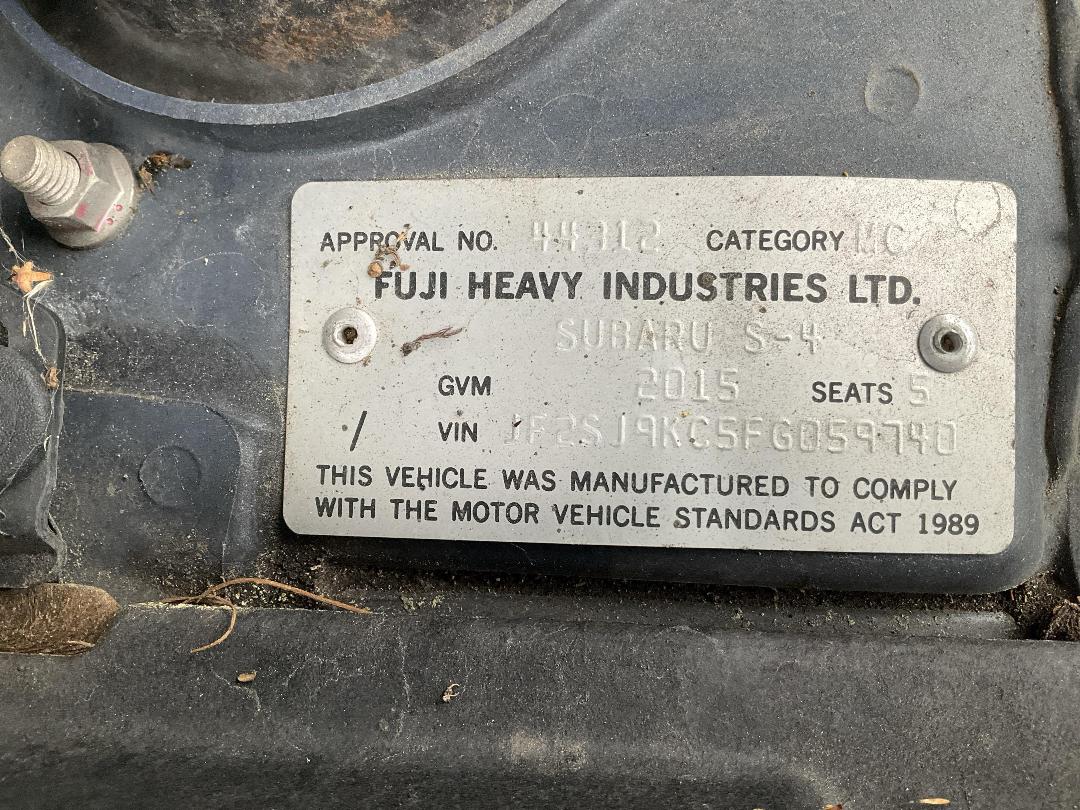 APPROVAL NO. 44312 CATEGORY MC
FUJI HEAVY INDUSTRIES LTD.
SUBARU S-4
GVM 2015 SEATS 5
/ VIN JF2SJ9KC5FG059740
THIS VEHICLE WAS MANUFACTURED TO COMPLY
WITH THE MOTOR VEHICLE STANDARDS ACT 1989